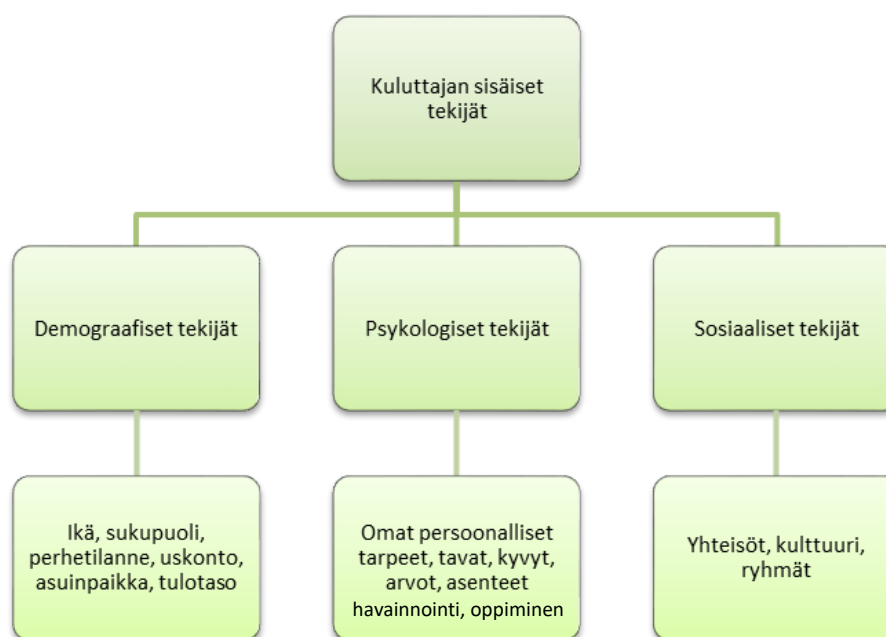 Kuluttajan sisäiset
tekijät
Demograafiset tekijät
Psykologiset tekijät
Sosiaaliset tekijät
Ikä, sukupuoli,
perhetilanne, uskonto,
asuinpaikka, tulotaso
Omat persoonalliset
tarpeet, tavat, kyvyt,
arvot, asenteet
havainnointi, oppiminen
Yhteisöt, kulttuuri,
ryhmät